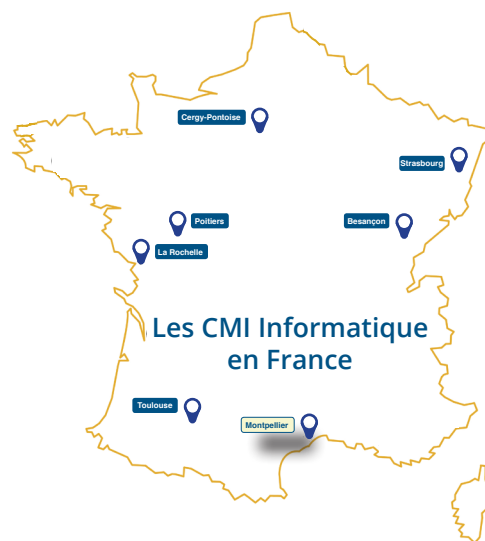 Cergy-Pontoise
Strasbourg
Poitiers
Besançon
La Rochelle
Les CMI Informatique
en France
Toulouse
Montpellier